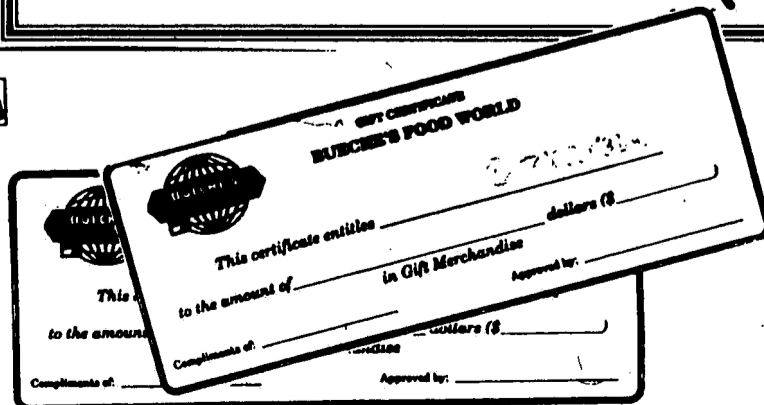 GIFT CERTIFICATE
BUECHE'S FOOD WORLD
This certificate entitles
to the amount of dollars ($ )
in Gift Merchandise
Compliments of: Approved by:
This
to the amount dollars ($ )
Compliments of: Approved by: